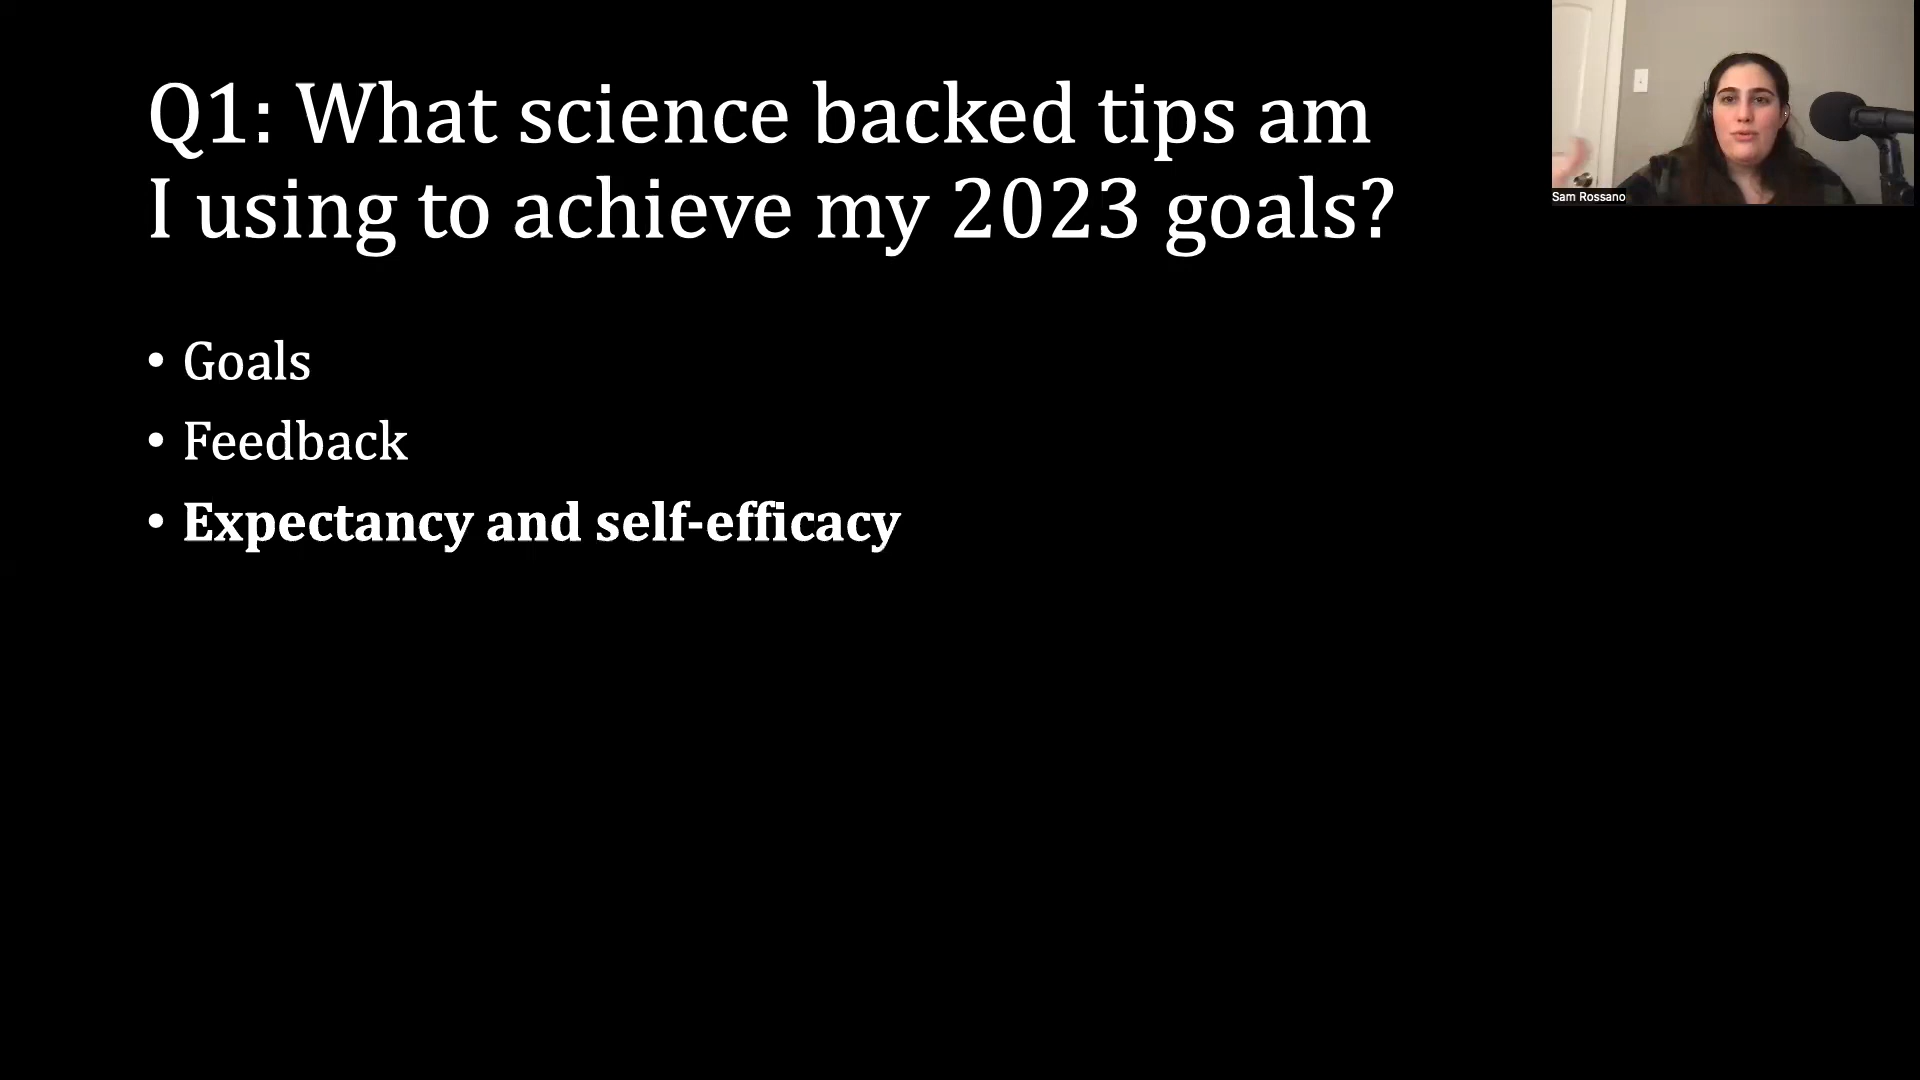 Q1: What science backed tips am
I using to achieve my 2023 goals?
Sam Rossano
• Goals
• Feedback
• Expectancy and self-efficacy